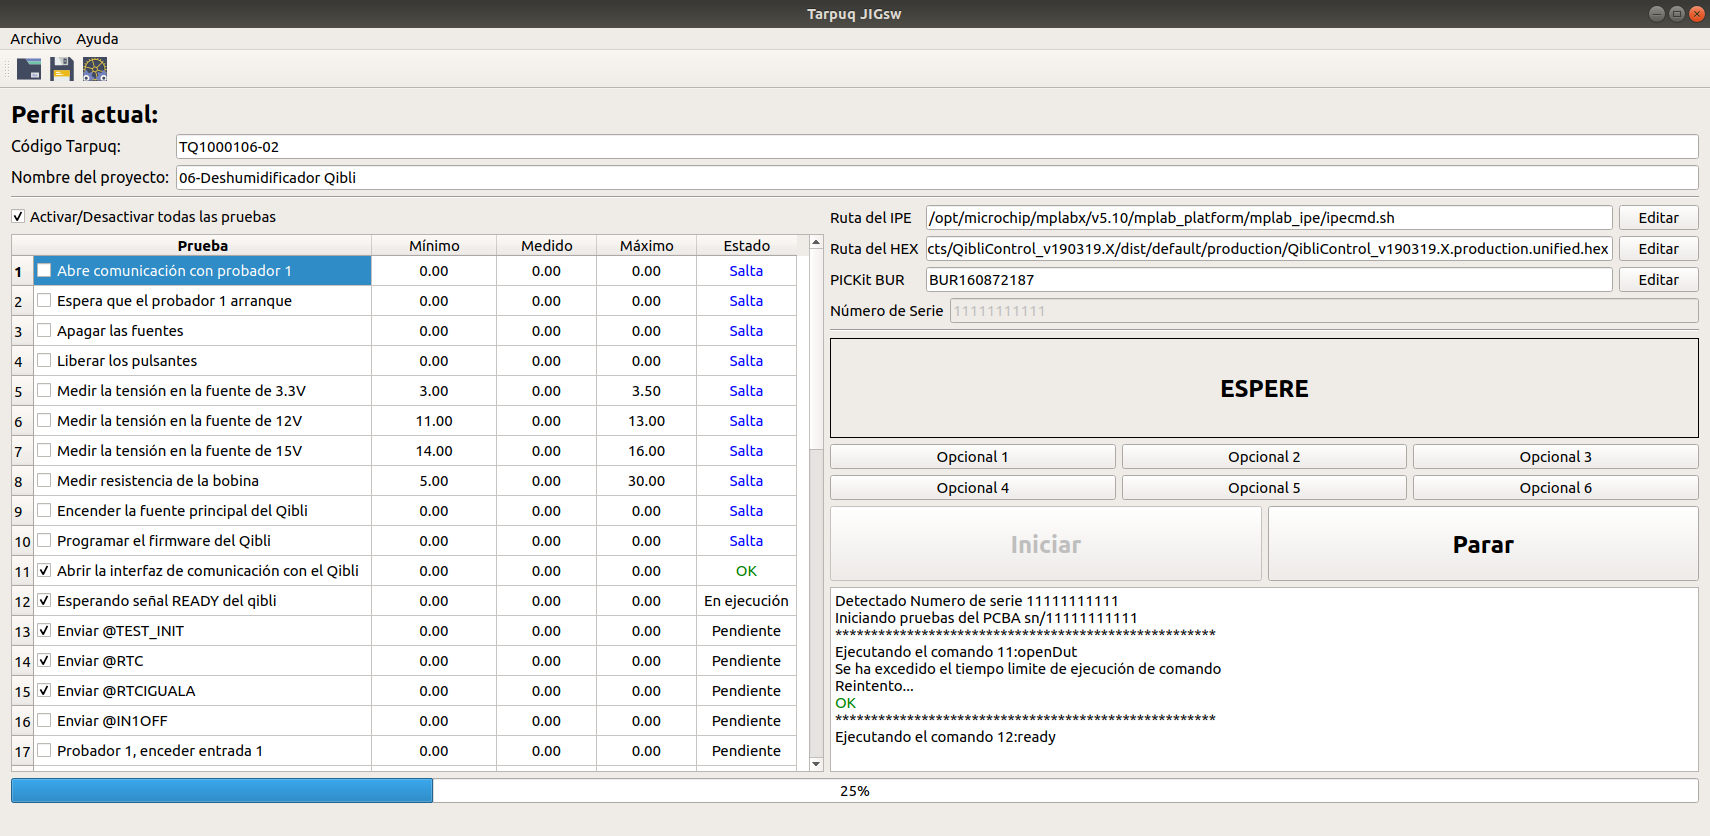 Tarpuq JIGsw
Archivo Ayuda
Perfil actual:
Código Tarpuq: TQ1000106-02
Nombre del proyecto: 06-Deshumidificador Qibli
Activar/Desactivar todas las pruebas
Prueba Mínimo Medido Máximo Estado
1 Abre comunicación con probador 1 0.00 0.00 0.00 Salta
2 Espera que el probador 1 arranque 0.00 0.00 0.00 Salta
3 Apagar las fuentes 0.00 0.00 0.00 Salta
4 Liberar los pulsantes 0.00 0.00 0.00 Salta
5 Medir la tensión en la fuente de 3.3V 3.00 0.00 3.50 Salta
6 Medir la tensión en la fuente de 12V 11.00 0.00 13.00 Salta
7 Medir la tensión en la fuente de 15V 14.00 0.00 16.00 Salta
8 Medir resistencia de la bobina 5.00 0.00 30.00 Salta
9 Encender la fuente principal del Qibli 0.00 0.00 0.00 Salta
10 Programar el firmware del Qibli 0.00 0.00 0.00 Salta
11 Abrir la interfaz de comunicación con el Qibli 0.00 0.00 0.00 OK
12 Esperando señal READY del qibli 0.00 0.00 0.00 En ejecución
13 Enviar @TEST_INIT 0.00 0.00 0.00 Pendiente
14 Enviar @RTC 0.00 0.00 0.00 Pendiente
15 Enviar @RTCIGUALA 0.00 0.00 0.00 Pendiente
16 Enviar @IN1OFF 0.00 0.00 0.00 Pendiente
17 Probador 1, enceder entrada 1 0.00 0.00 0.00 Pendiente
Ruta del IPE /opt/microchip/mplabx/v5.10/mplab_platform/mplab_ipe/ipecmd.sh Editar
Ruta del HEX cts/QibliControl_v190319.X/dist/default/production/QibliControl_v190319.X.production.unified.hex Editar
PICKit BUR BUR160872187 Editar
Número de Serie 11111111111
ESPERE
Opcional 1 Opcional 2 Opcional 3
Opcional 4 Opcional 5 Opcional 6
Iniciar Parar
Detectado Numero de serie 11111111111
Iniciando pruebas del PCBA sn/11111111111
******************************************************
Ejecutando el comando 11:openDut
Se ha excedido el tiempo limite de ejecución de comando
Reintento...
OK
******************************************************
Ejecutando el comando 12:ready
25%